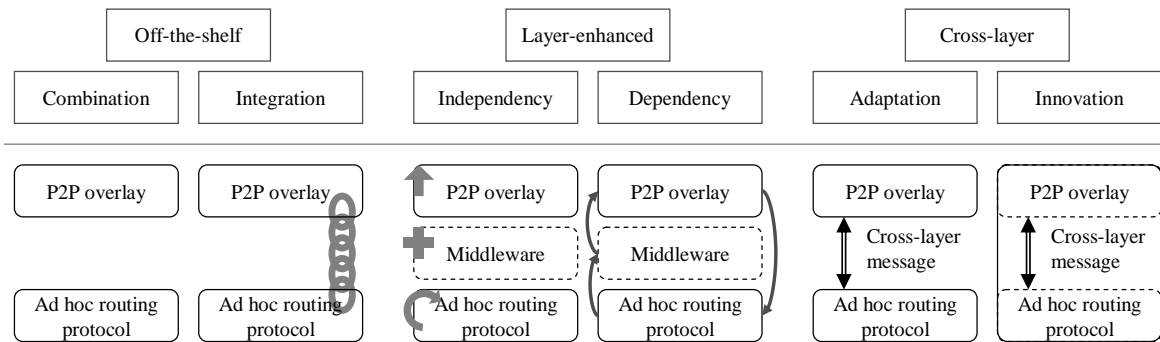 Off-the-shelf
Layer-enhanced
Cross-layer
Combination
Integration
Independency
Dependency
Adaptation
Innovation
P2P overlay
P2P overlay
P2P overlay
P2P overlay
P2P overlay
P2P overlay
Middleware
Middleware
Cross-layer
message
Cross-layer
message
Ad hoc routing
protocol
Ad hoc routing
protocol
Ad hoc routing
protocol
Ad hoc routing
protocol
Ad hoc routing
protocol
Ad hoc routing
protocol